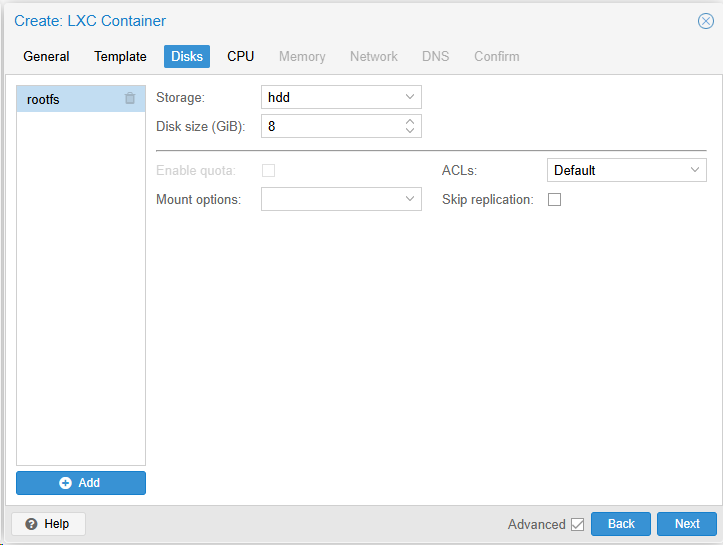 Create: LXC Container
General Template Disks CPU Memory Network DNS Confirm
rootfs
Storage: hdd
Disk size (GiB): 8
Enable quota: ACLs: Default
Mount options: Skip replication:
Add
Help Advanced Back Next